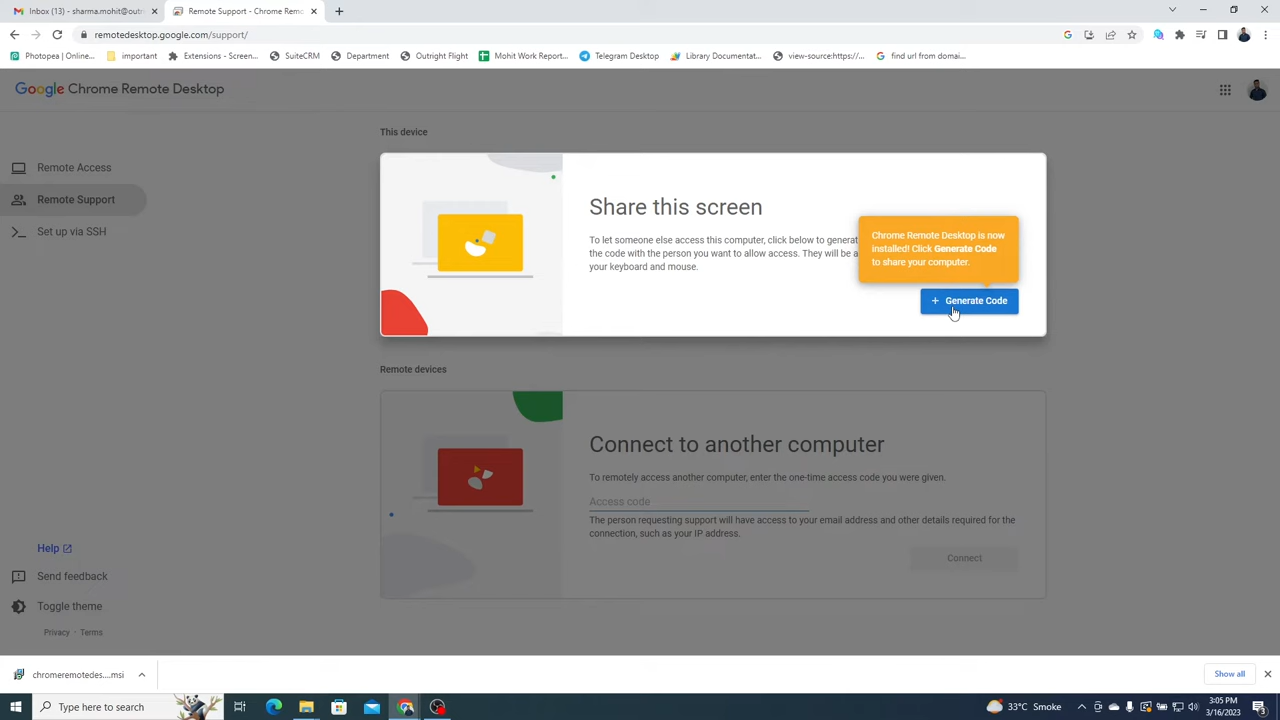 Inbox (13) - sharma.mohit@outri
Remote Support - Chrome Remo
remotedesktop.google.com/support/
Photopea | Online...
important
Extensions - Screen...
SuiteCRM
Department
Outright Flight
Mohit Work Report...
Telegram Desktop
Library Documentat...
view-source:https://...
find url from domai...
Google Chrome Remote Desktop
Remote Access
Remote Support
Set up via SSH
This device
Share this screen
To let someone else access this computer, click below to generat
the code with the person you want to allow access. They will be a
your keyboard and mouse.
Chrome Remote Desktop is now
installed! Click Generate Code
to share your computer.
+ Generate Code
Remote devices
Connect to another computer
To remotely access another computer, enter the one-time access code you were given.
Access code
The person requesting support will have access to your email address and other details required for the
connection, such as your IP address.
Connect
Help
Send feedback
Toggle theme
Privacy · Terms
chromeremotedes....msi
Show all
Type here to search
33°C Smoke
3:05 PM
3/16/2023